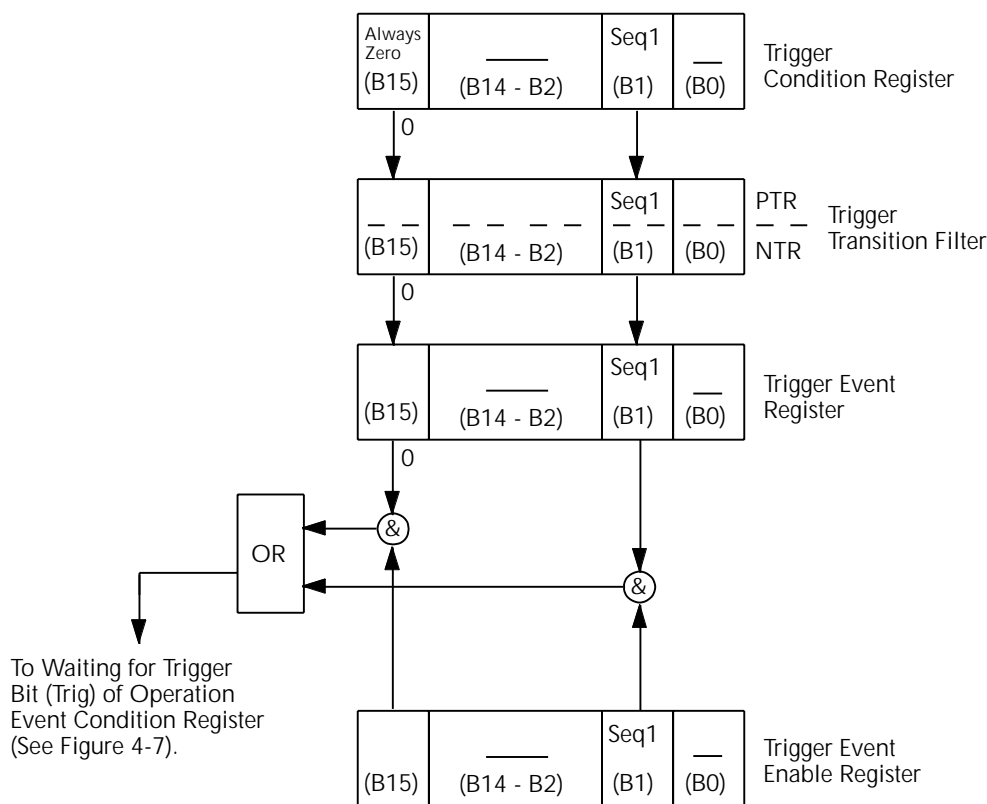 Always
Zero
(B15)
(B14 - B2)
Seq1
(B1)
(B0)
Trigger
Condition Register
0
(B15)
(B14 - B2)
Seq1
(B1)
(B0)
PTR
NTR
Trigger
Transition Filter
0
(B15)
(B14 - B2)
Seq1
(B1)
(B0)
Trigger Event
Register
0
&
OR
&
To Waiting for Trigger
Bit (Trig) of Operation
Event Condition Register
(See Figure 4-7).
(B15)
(B14 - B2)
Seq1
(B1)
(B0)
Trigger Event
Enable Register